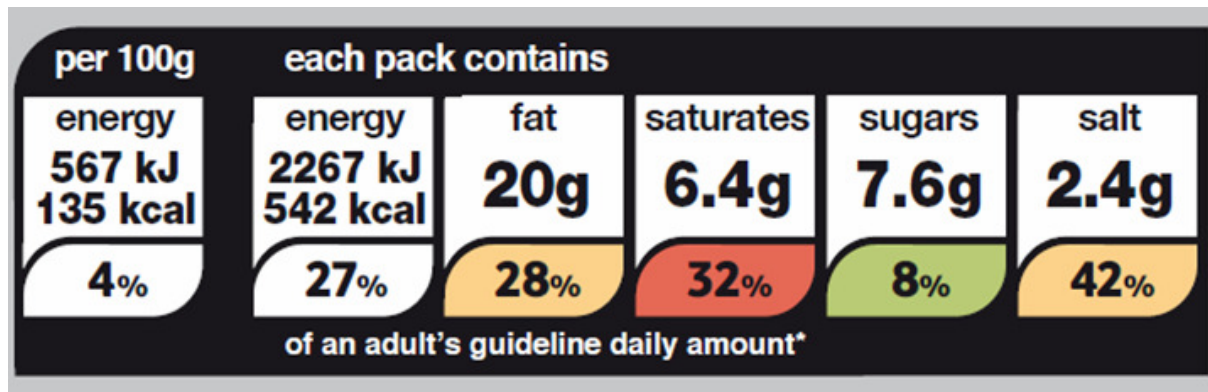 per 100g each pack contains
energy energy fat saturates sugars salt
567 kJ 2267 kJ 20g 6.4g 7.6g 2.4g
135 kcal 542 kcal
4% 27% 28% 32% 8% 42%
of an adult's guideline daily amount*